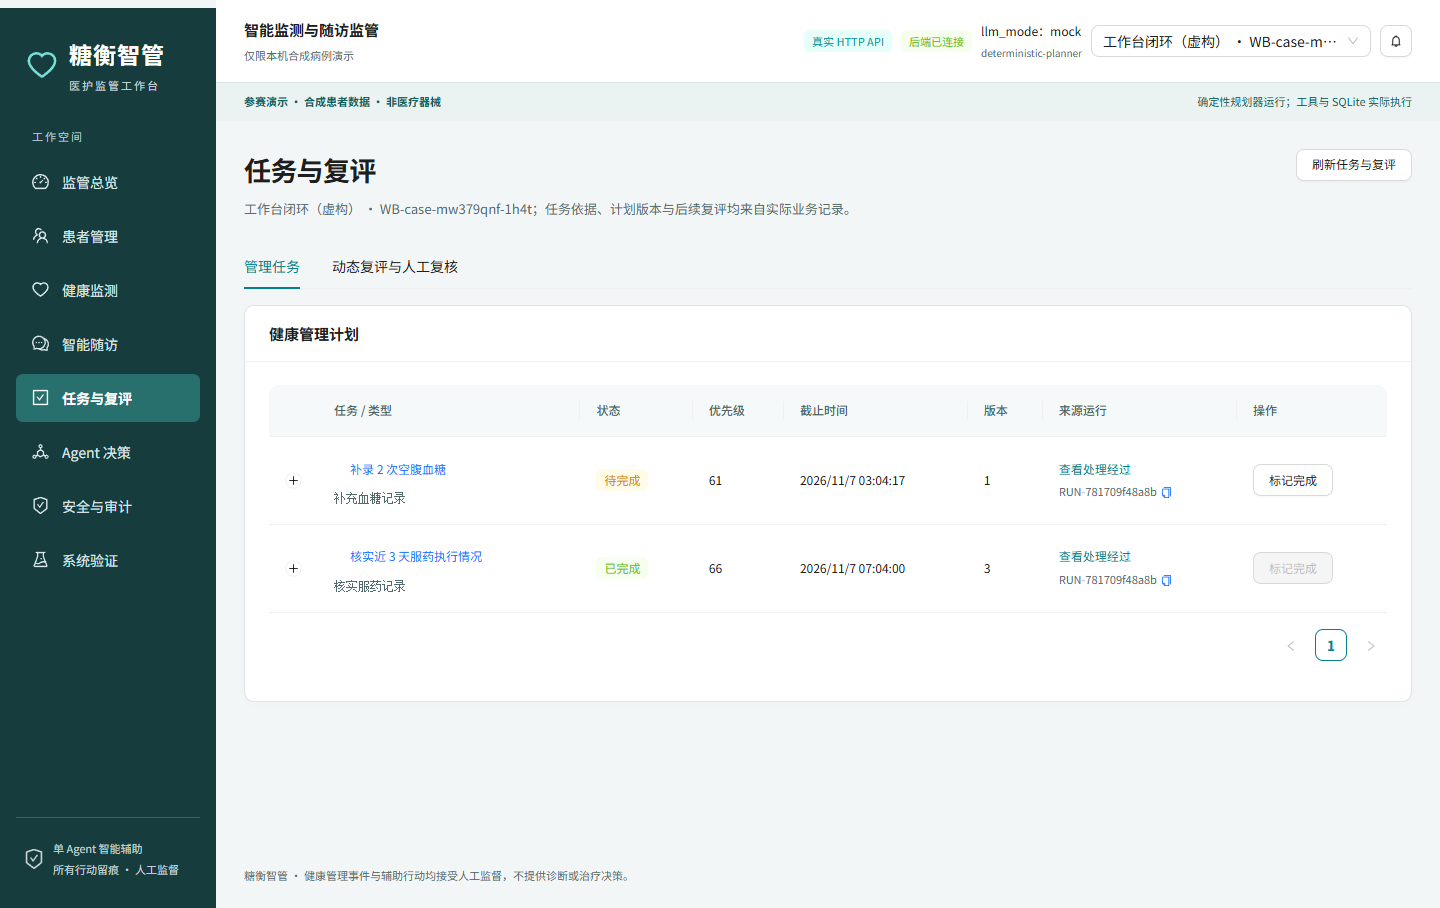 糖衡智管
医护监管工作台
工作空间
监管总览
患者管理
健康监测
智能随访
任务与复评
Agent 决策
安全与审计
系统验证
单 Agent 智能辅助
所有行动留痕 · 人工监督
智能监测与随访监管
仅限本机合成病例演示
真实 HTTP API
后端已连接
llm_mode：mock
deterministic-planner
工作台闭环（虚构） · WB-case-m···
参赛演示 · 合成患者数据 · 非医疗器械
确定性规划器运行；工具与 SQLite 实际执行
任务与复评
刷新任务与复评
工作台闭环（虚构） · WB-case-mw379qnf-1h4t；任务依据、计划版本与后续复评均来自实际业务记录。
管理任务 动态复评与人工复核
健康管理计划
任务 / 类型 状态 优先级 截止时间 版本 来源运行 操作
补录 2 次空腹血糖
补充血糖记录
待完成 61 2026/11/7 03:04:17 1
查看处理经过
RUN-781709f48a8b
标记完成
核实近 3 天服药执行情况
核实服药记录
已完成 66 2026/11/7 07:04:00 3
查看处理经过
RUN-781709f48a8b
标记完成
1
糖衡智管 · 健康管理事件与辅助行动均接受人工监督，不提供诊断或治疗决策。